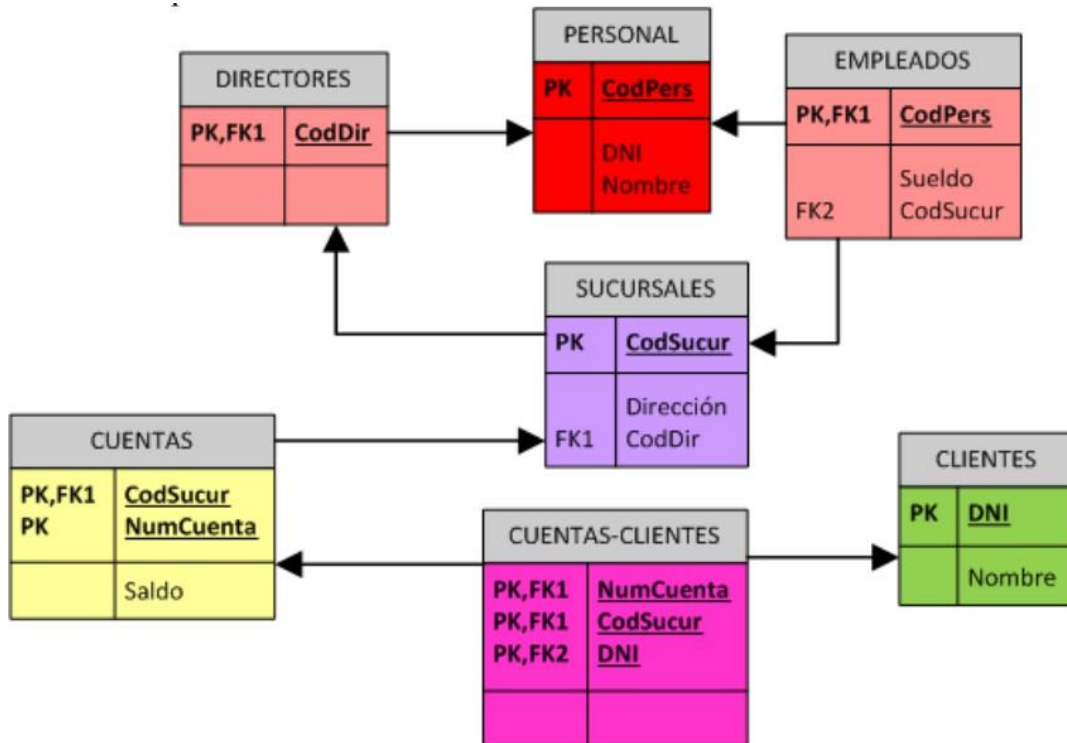 DIRECTORES
PK,FK1 CodDir
PERSONAL
PK CodPers
DNI
Nombre
EMPLEADOS
PK,FK1 CodPers
Sueldo
FK2 CodSucur
SUCURSALES
PK CodSucur
Dirección
FK1 CodDir
CUENTAS
PK,FK1 CodSucur
PK NumCuenta
Saldo
CUENTAS-CLIENTES
PK,FK1 NumCuenta
PK,FK1 CodSucur
PK,FK2 DNI
CLIENTES
PK DNI
Nombre